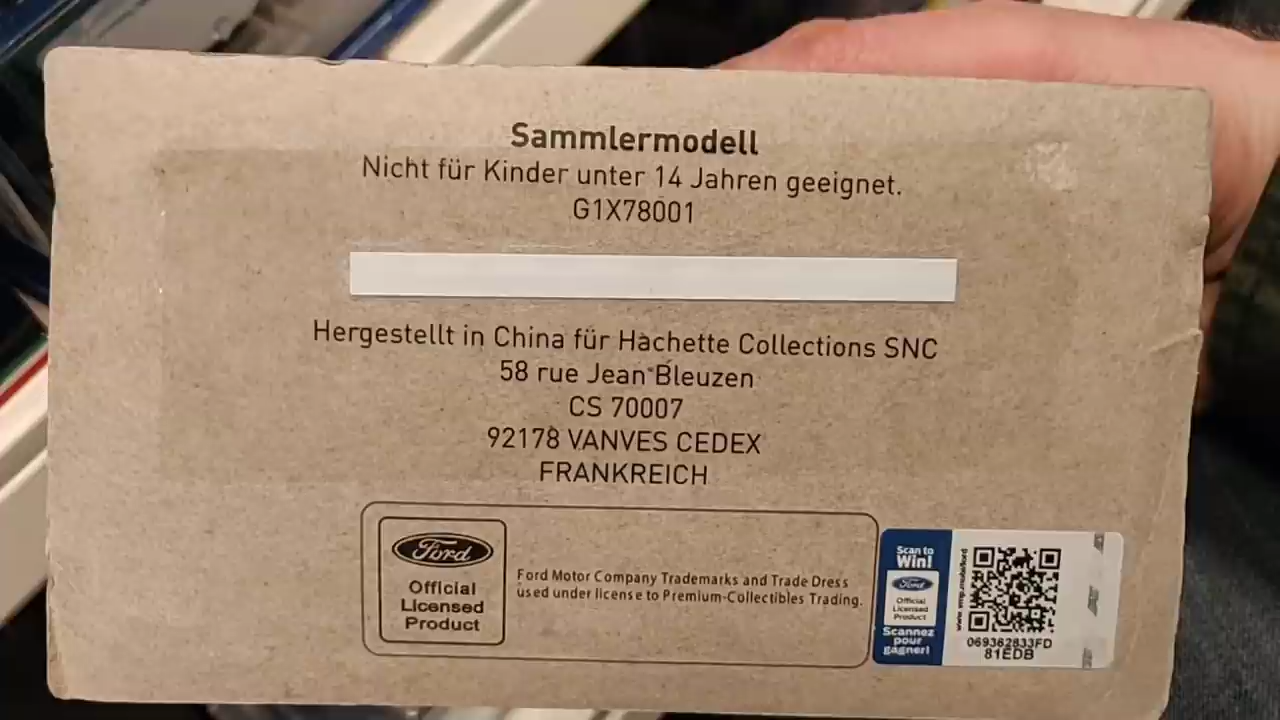 Sammlermodell
Nicht für Kinder unter 14 Jahren geeignet.
G1X78001
Hergestellt in China für Hachette Collections SNC
58 rue Jean Bleuzen
CS 70007
92178 VANVES CEDEX
FRANKREICH
Ford
Official
Licensed
Product
Ford Motor Company Trademarks and Trade Dress
used under license to Premium-Collectibles Trading.
Scan to
Win!
Ford
Official
Licensed
Product
Scannez
pour
gagner!
069362833FD
81EDB